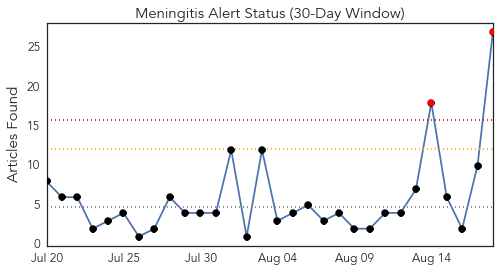 Meningitis Alert Status (30-Day Window)
Articles Found
25
20
15
10
5
0
Jul 20
Jul 25
Jul 30
Aug 04
Aug 09
Aug 14